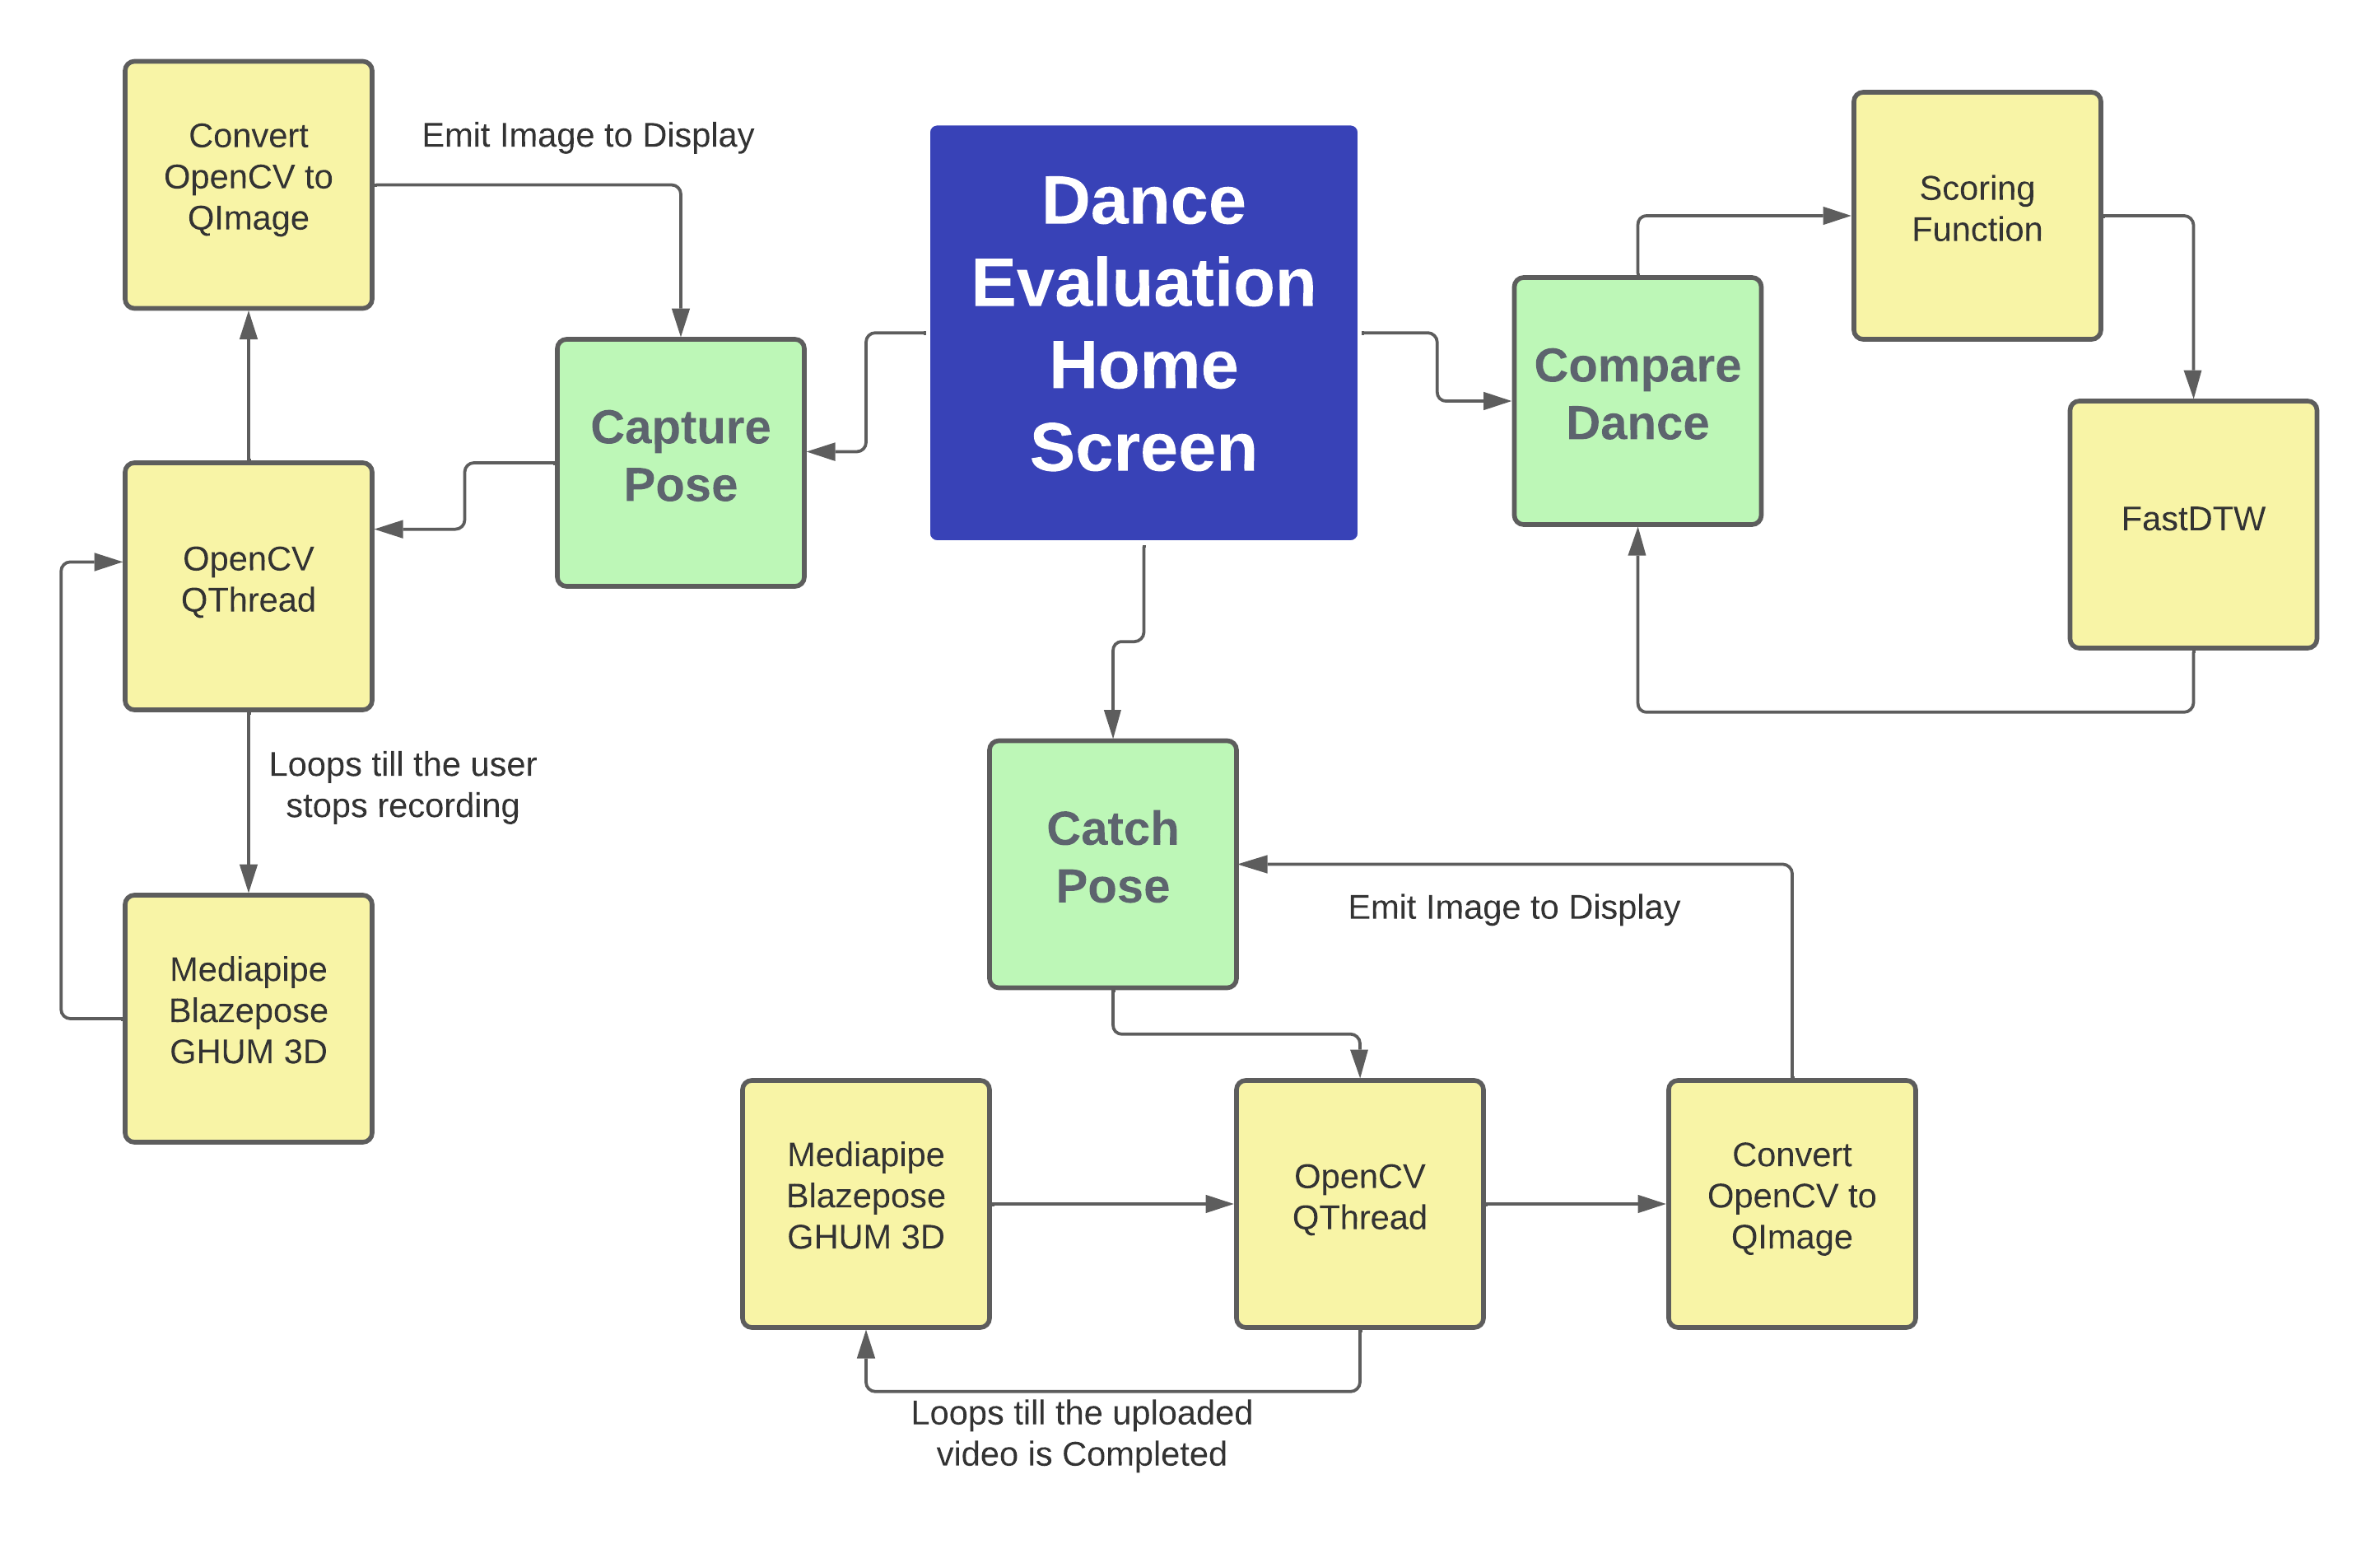 Convert
OpenCV to
QImage
Emit Image to Display
Dance
Evaluation
Home
Screen
Scoring
Function
Compare
Dance
Capture
Pose
FastDTW
OpenCV
QThread
Loops till the user
stops recording
Catch
Pose
Emit Image to Display
Mediapipe
Blazepose
GHUM 3D
Mediapipe
Blazepose
GHUM 3D
OpenCV
QThread
Convert
OpenCV to
QImage
Loops till the uploaded
video is Completed